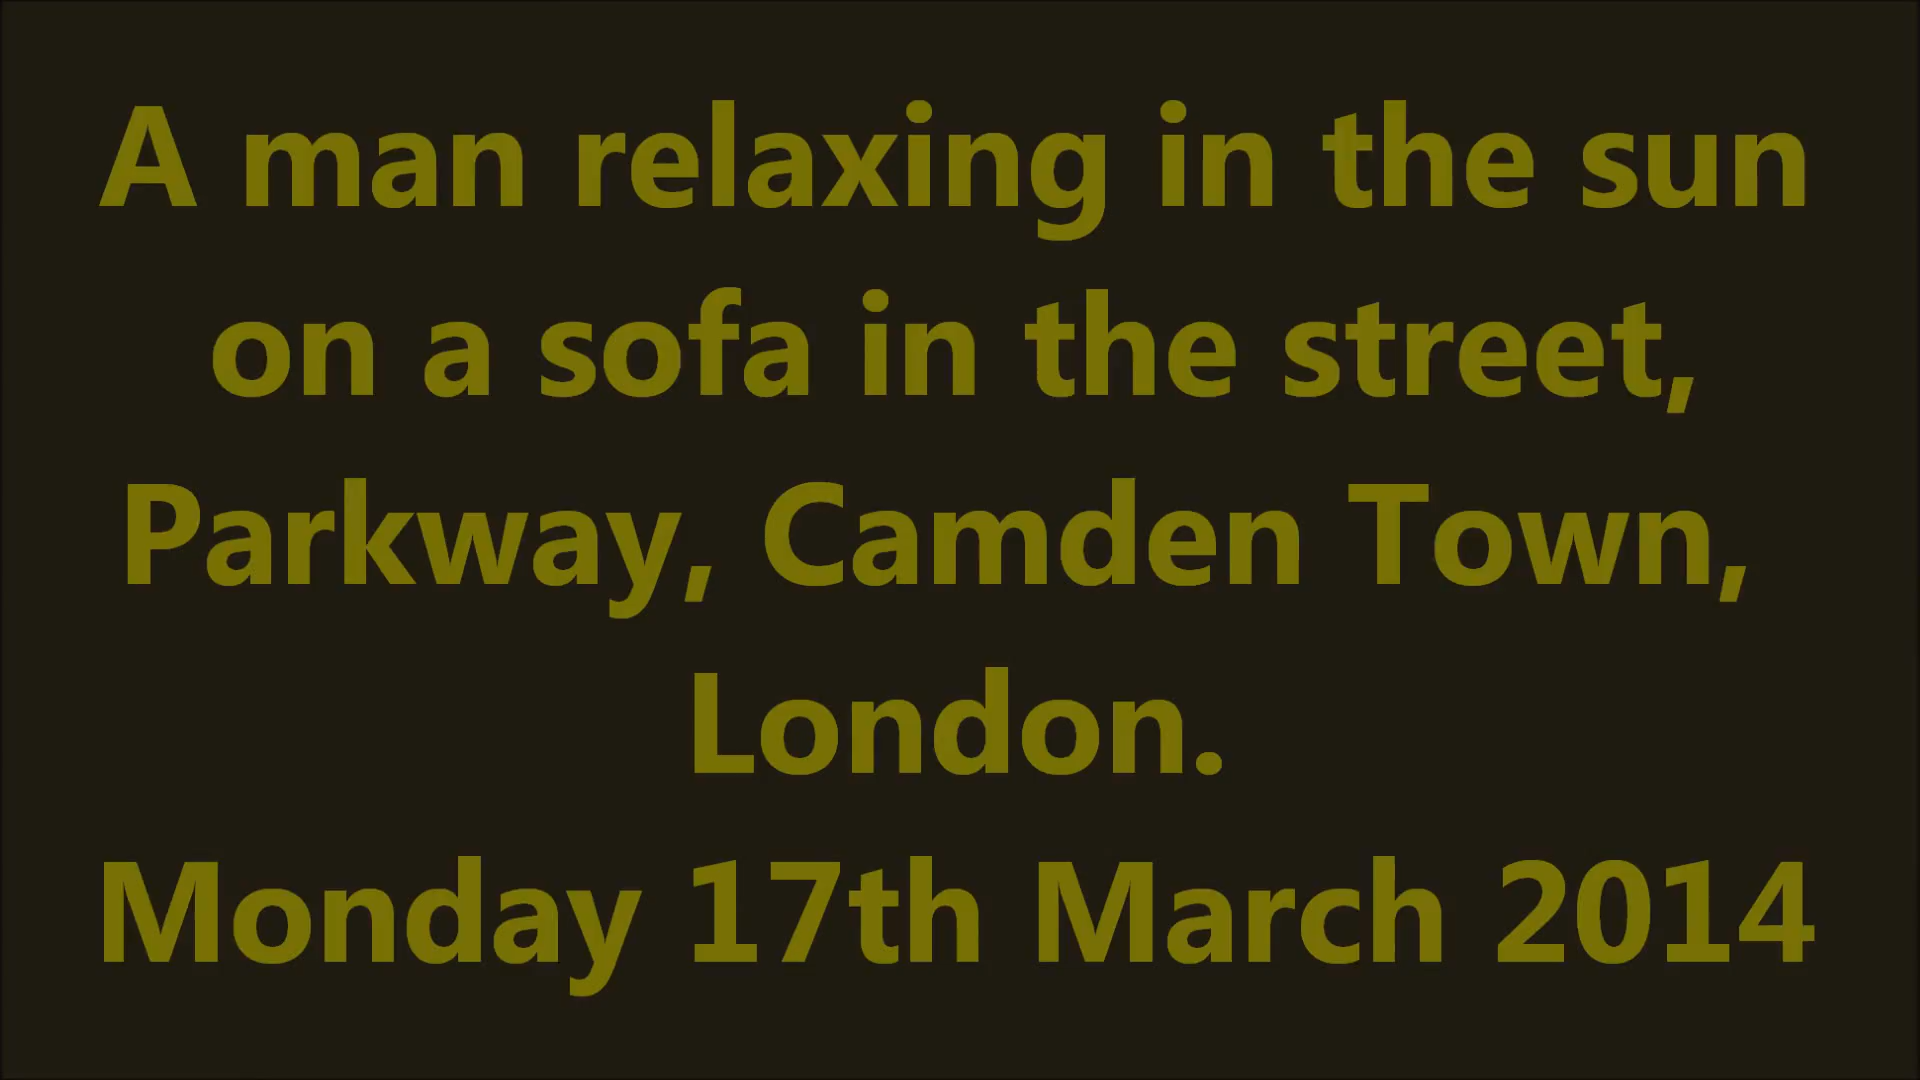 A man relaxing in the sun
on a sofa in the street,
Parkway, Camden Town,
London.
Monday 17th March 2014